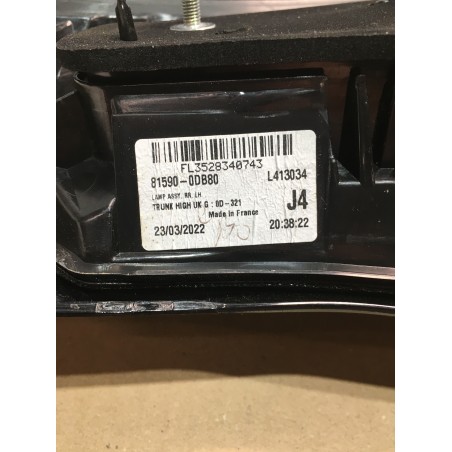 FL3528340743
81590-0DB80 L413034
LAMP ASSY, RR, LH
TRUNK HIGH UK G : 0D-321 J4
Made in France
23/03/2022 20:38:22